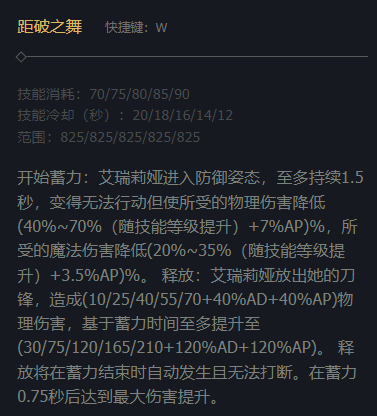 距破之舞 快捷键：W
技能消耗：70/75/80/85/90
技能冷却（秒）：20/18/16/14/12
范围：825/825/825/825/825
开始蓄力：艾瑞莉娅进入防御姿态，至多持续1.5
秒，变得无法行动但使所受的物理伤害降低
(40%~70%（随技能等级提升）+7%AP)%，所
受的魔法伤害降低(20%~35%（随技能等级提
升）+3.5%AP)%。 释放：艾瑞莉娅放出她的刀
锋，造成(10/25/40/55/70+40%AD+40%AP)物
理伤害，基于蓄力时间至多提升至
(30/75/120/165/210+120%AD+120%AP)。 释
放将在蓄力结束时自动发生且无法打断。在蓄力
0.75秒后达到最大伤害提升。